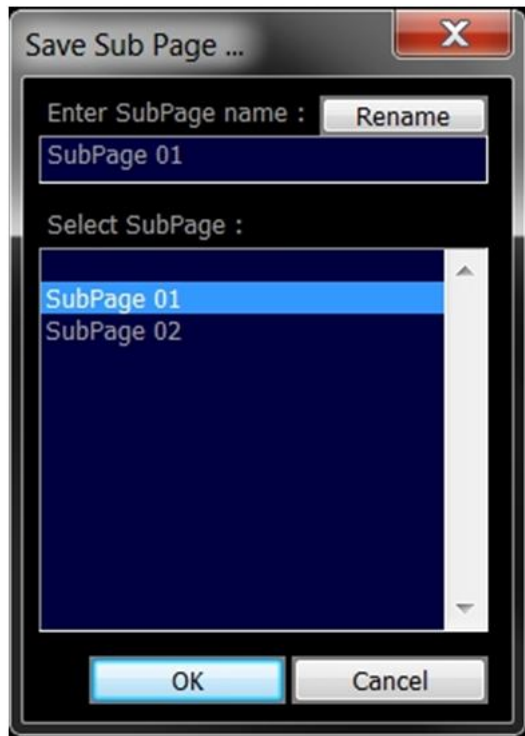 Save Sub Page ...
Enter SubPage name : Rename
SubPage 01
Select SubPage :
SubPage 01
SubPage 02
OK Cancel